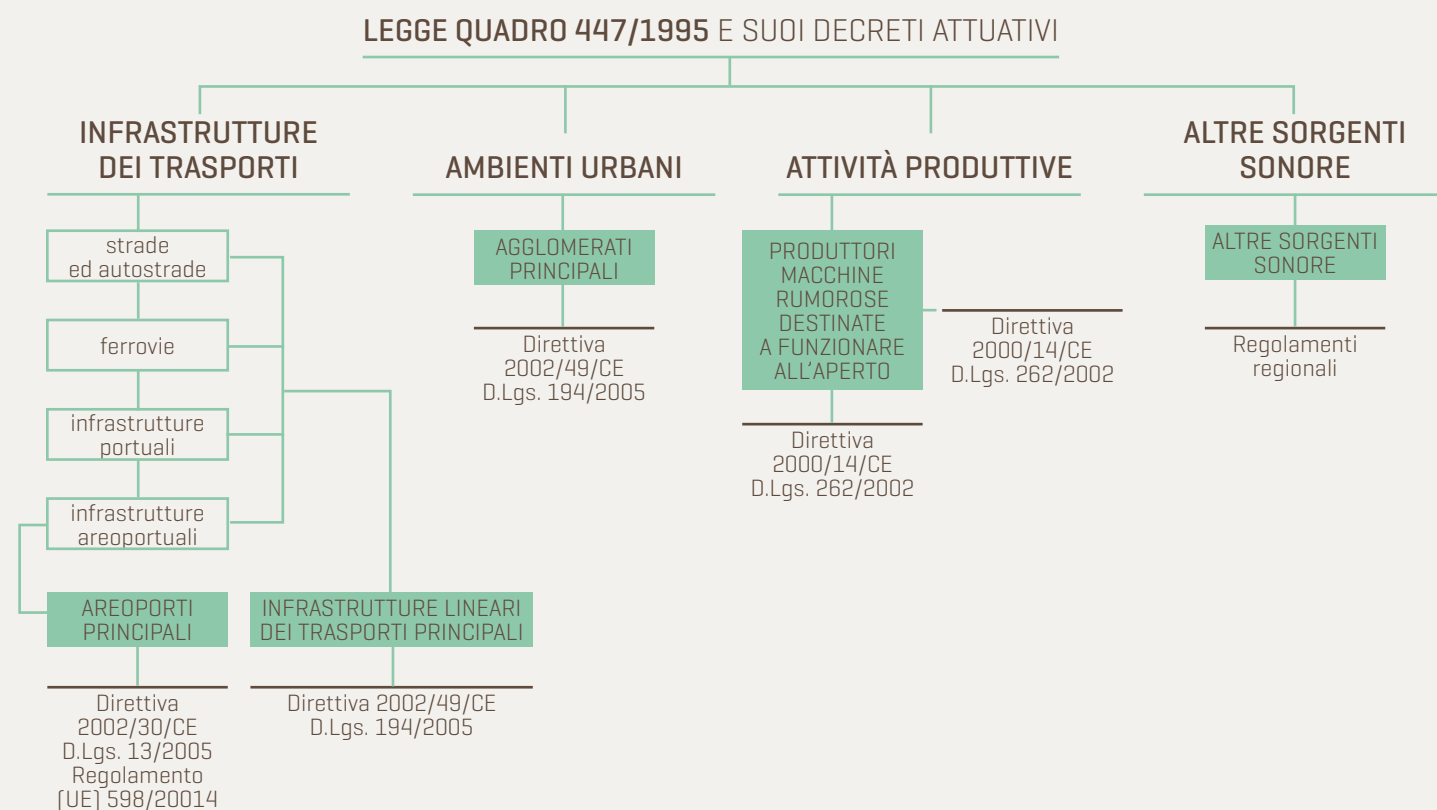 LEGGE QUADRO 447/1995 E SUOI DECRETI ATTUATIVI
INFRASTRUTTURE
DEI TRASPORTI
strade
ed autostrade
ferrovie
infrastrutture
portuali
infrastrutture
areoportuali
AREOPORTI
PRINCIPALI
Direttiva
2002/30/CE
D.Lgs. 13/2005
Regolamento
(UE) 598/20014
INFRASTRUTTURE LINEARI
DEI TRASPORTI PRINCIPALI
Direttiva 2002/49/CE
D.Lgs. 194/2005
AMBIENTI URBANI
AGGLOMERATI
PRINCIPALI
Direttiva
2002/49/CE
D.Lgs. 194/2005
ATTIVITÀ PRODUTTIVE
PRODUTTORI
MACCHINE
RUMOROSE
DESTINATE
A FUNZIONARE
ALL'APERTO
Direttiva
2000/14/CE
D.Lgs. 262/2002
Direttiva
2000/14/CE
D.Lgs. 262/2002
ALTRE SORGENTI
SONORE
ALTRE SORGENTI
SONORE
Regolamenti
regionali